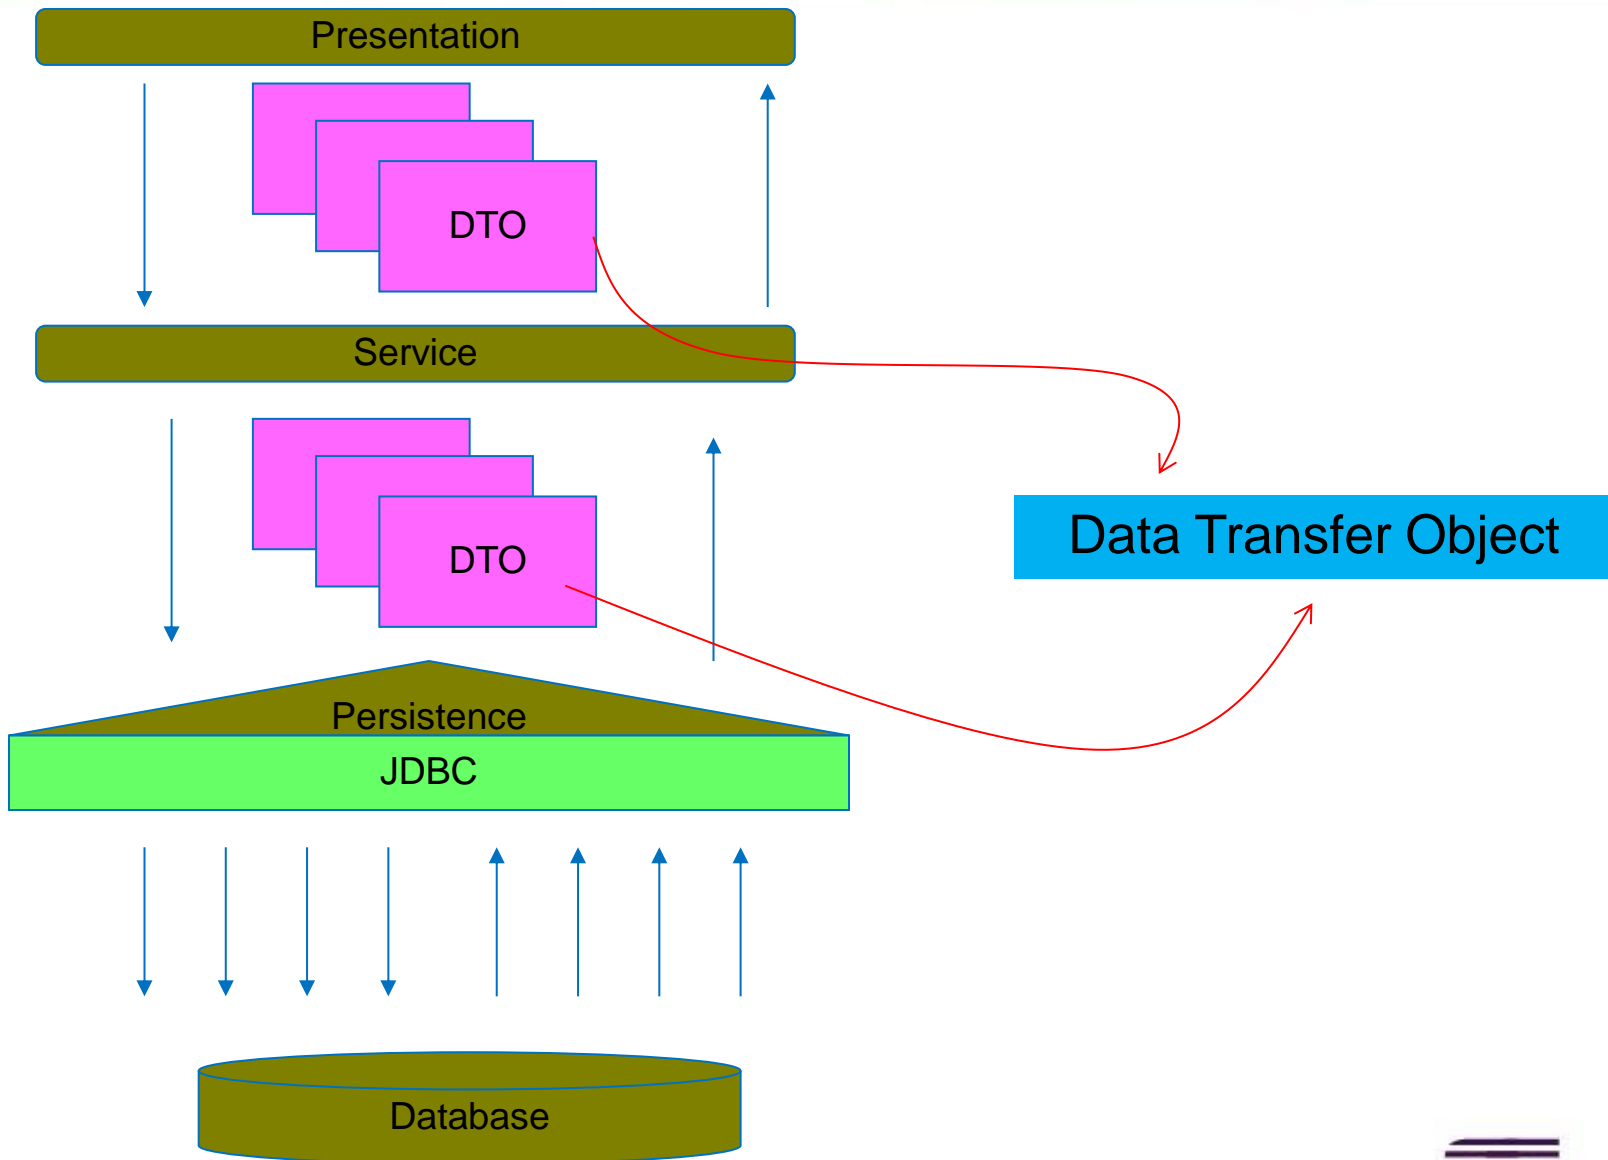 Presentation
DTO
Service
DTO
Data Transfer Object
Persistence
JDBC
Database